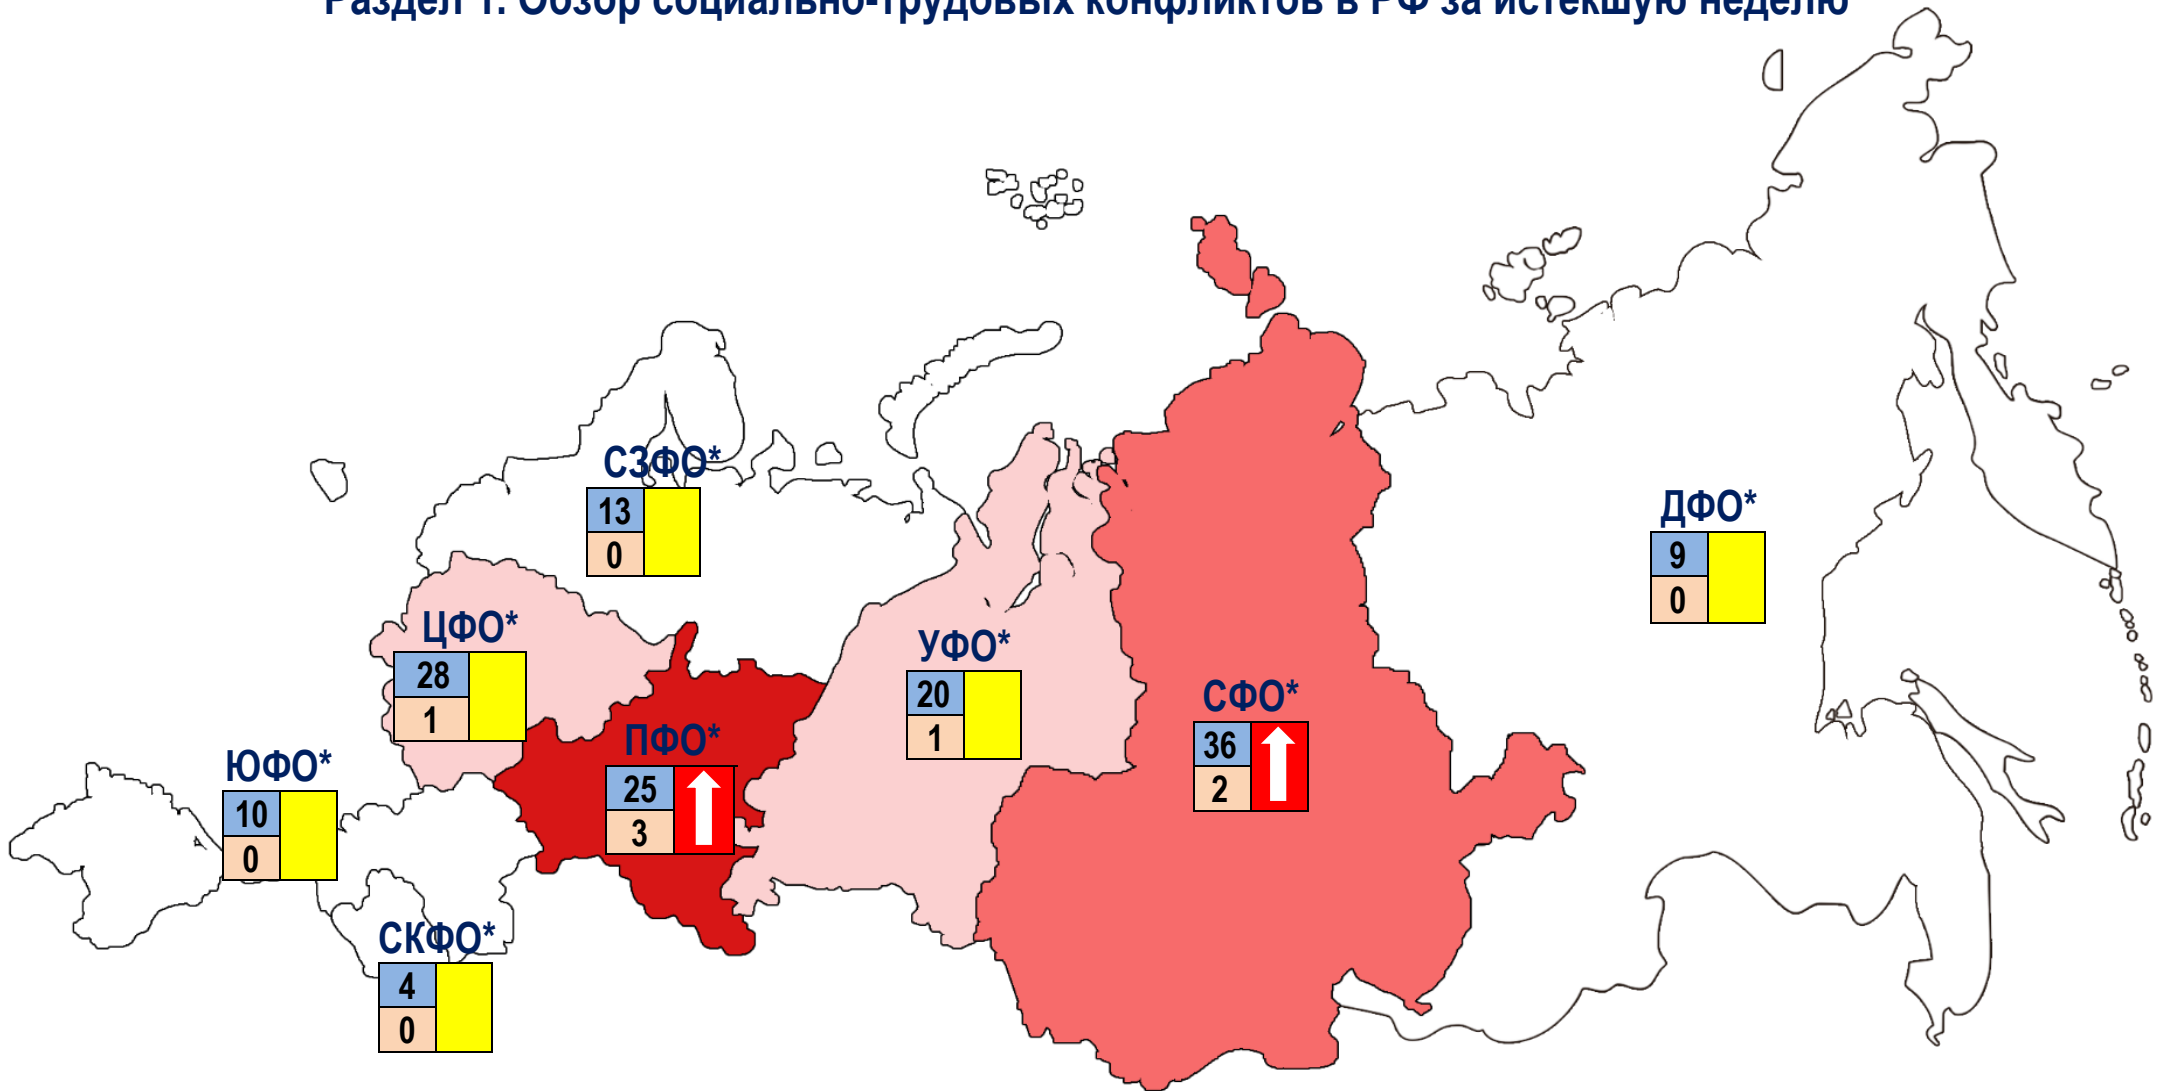 Раздел 1. Обзор социально-трудовых конфликтов в РФ за истекшую неделю
СЗФО*
13
0
ДФО*
9
0
ЦФО*
28
1
УФО*
20
1
СФО*
36
2
ПФО*
25
3
ЮФО*
10
0
СКФО*
4
0